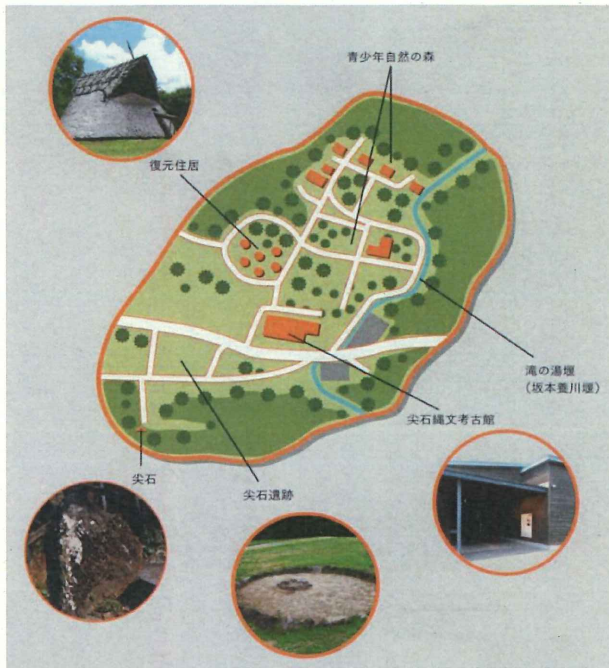 青少年自然の森
復元住居
滝の湯堰
（坂本養川堰）
尖石縄文考古館
尖石
尖石遺跡